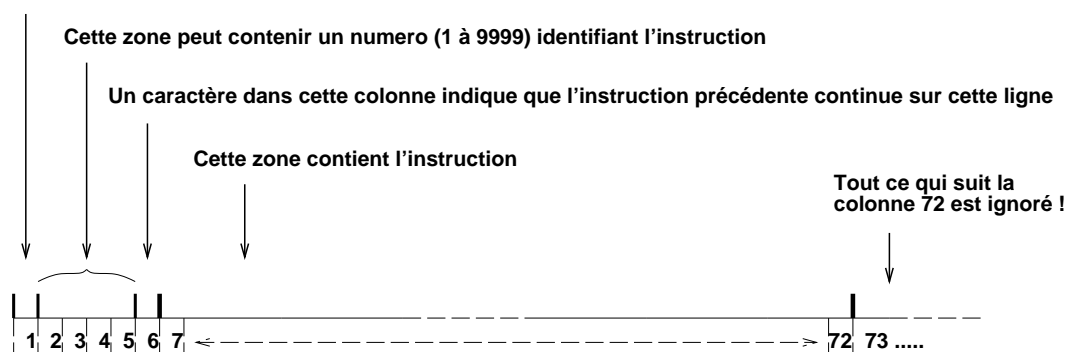 Cette zone peut contenir un numero (1 à 9999) identifiant l'instruction
Un caractère dans cette colonne indique que l'instruction précédente continue sur cette ligne
Cette zone contient l'instruction
Tout ce qui suit la
colonne 72 est ignoré !
1 2 3 4 5 6 7 72 73 .....